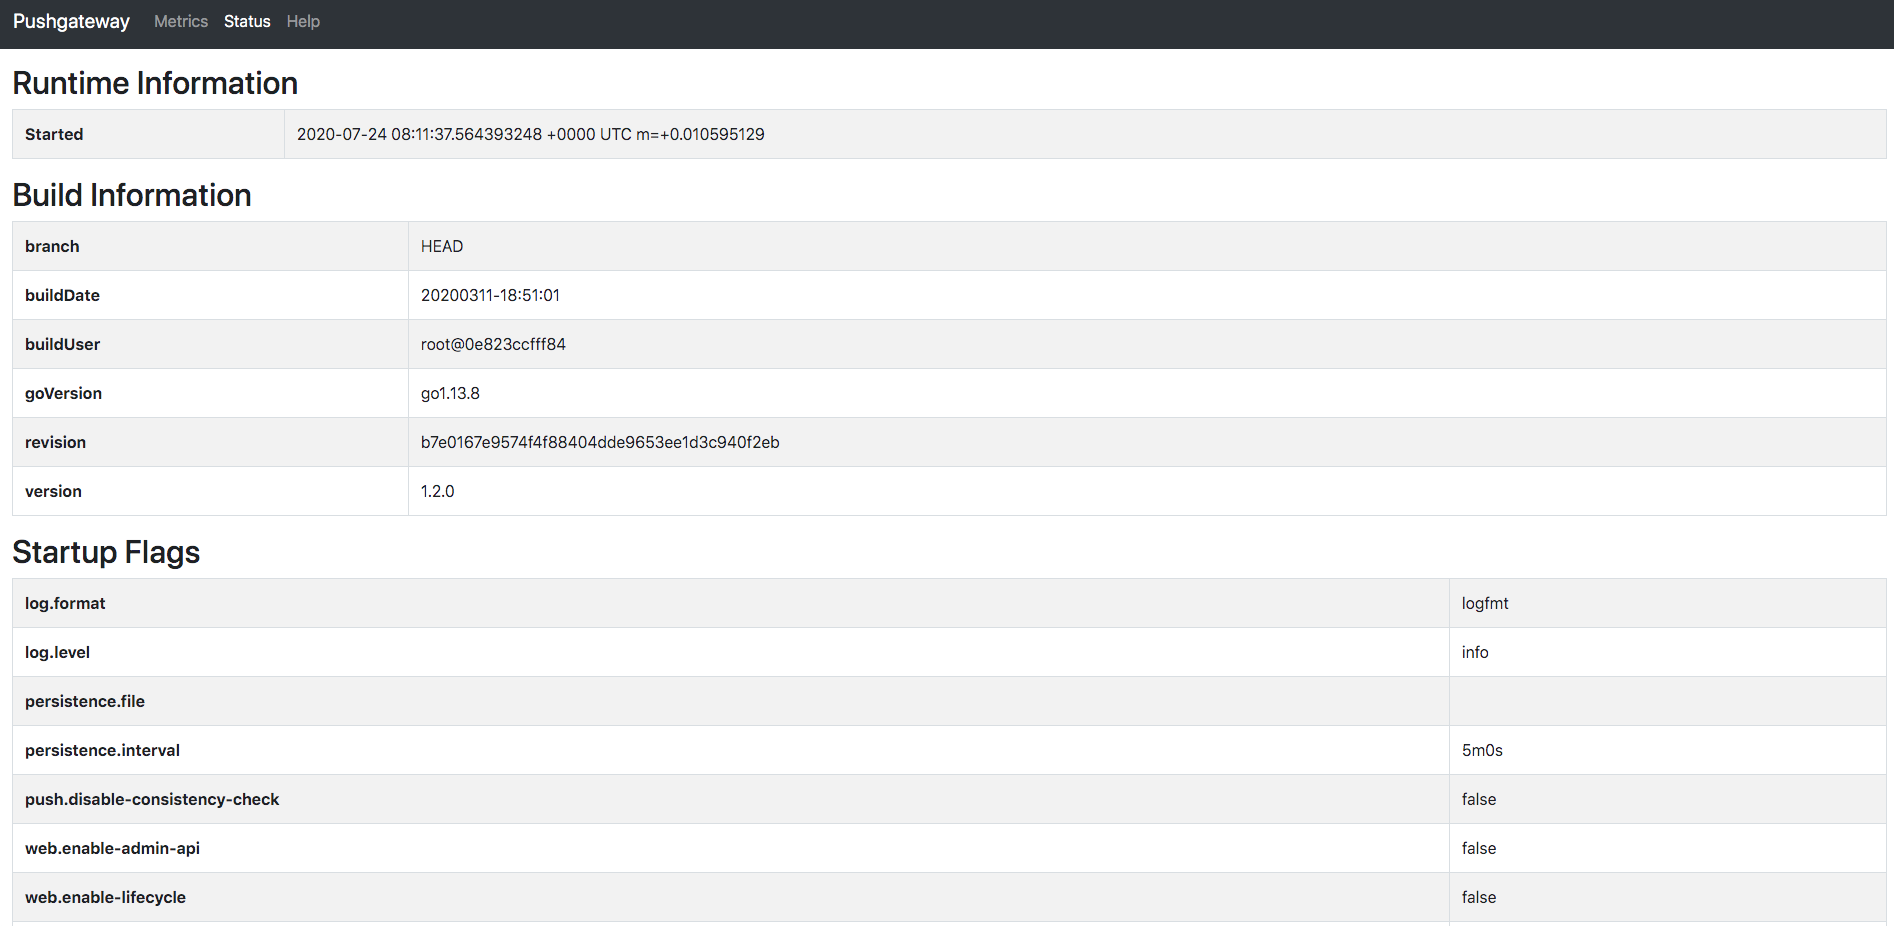 Pushgateway Metrics Status Help
Runtime Information
Started 2020-07-24 08:11:37.564393248 +0000 UTC m=+0.010595129
Build Information
branch HEAD
buildDate 20200311-18:51:01
buildUser root@0e823ccfff84
goVersion go1.13.8
revision b7e0167e9574f4f88404dde9653ee1d3c940f2eb
version 1.2.0
Startup Flags
log.format logfmt
log.level info
persistence.file
persistence.interval 5m0s
push.disable-consistency-check false
web.enable-admin-api false
web.enable-lifecycle false